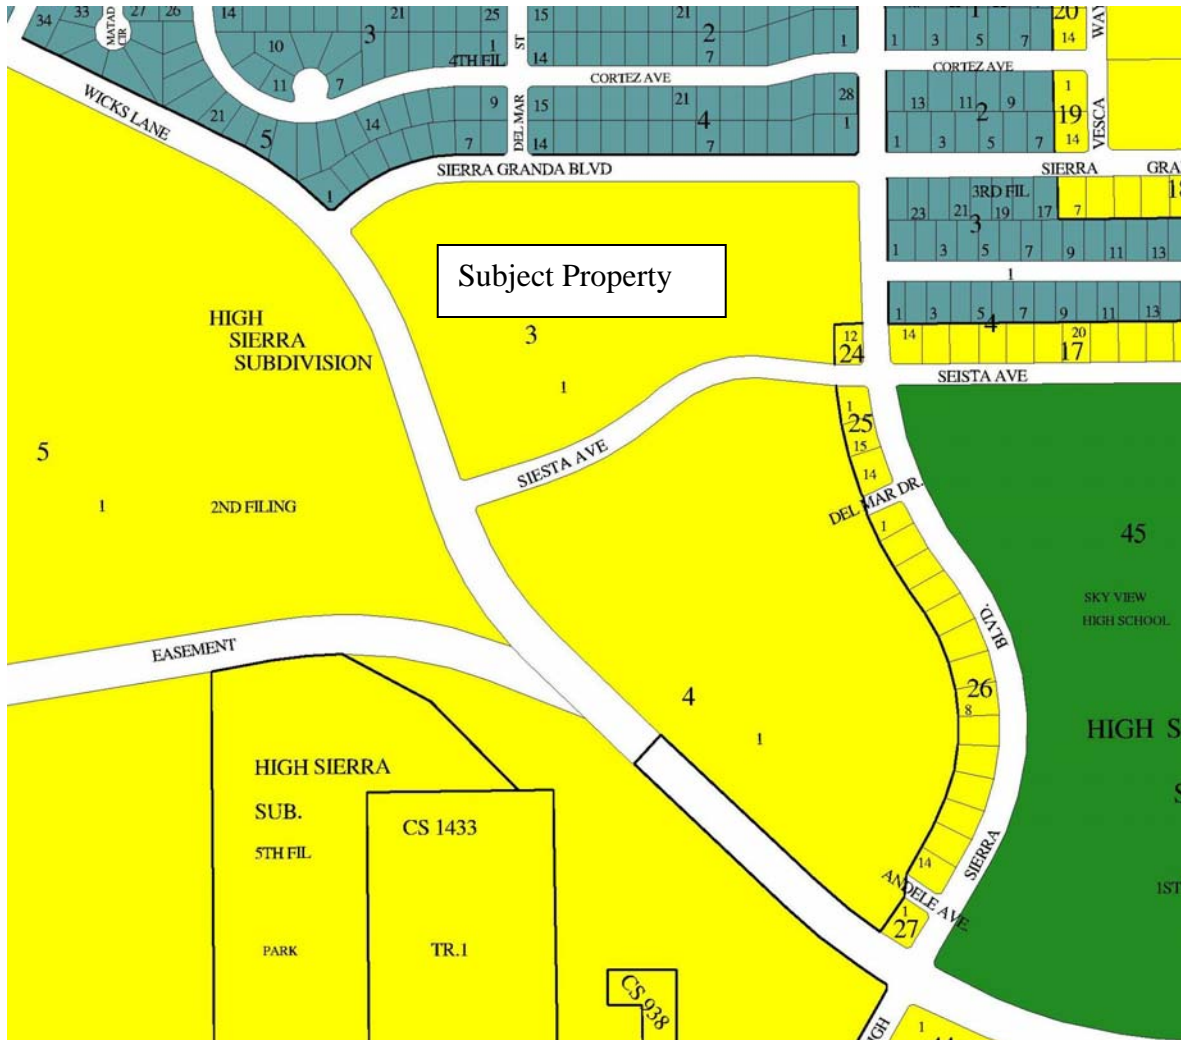 34
33
MATAD
CIR
27
26
14
3
21
25
1
4TH FIL
10
11
7
21
5
14
9
7
1
WICKS LANE
ST
DEL MAR
15
21
2
14
7
1
CORTEZ AVE
15
21
28
4
1
14
7
SIERRA GRANDA BLVD
1
1
3
5
7
20
14
WAY
CORTEZ AVE
13
11
9
2
1
3
5
7
1
19
14
VESCA
SIERRA
GRA
3RD FIL
23
21
19
17
7
18
3
1
3
5
7
9
11
13
1
1
3
5
7
9
11
13
4
14
20
17
SEISTA AVE
Subject Property
3
1
12
24
HIGH
SIERRA
SUBDIVISION
5
1
2ND FILING
SIESTA AVE
1
25
15
14
DEL MAR DR.
1
45
SKY VIEW
HIGH SCHOOL
BLVD.
26
8
HIGH S
S
1ST
EASEMENT
4
1
HIGH SIERRA
SUB.
5TH FIL
CS 1433
PARK
TR.1
CS 938
14
SIERRA
ANDELE AVE.
1
27
IGH
1